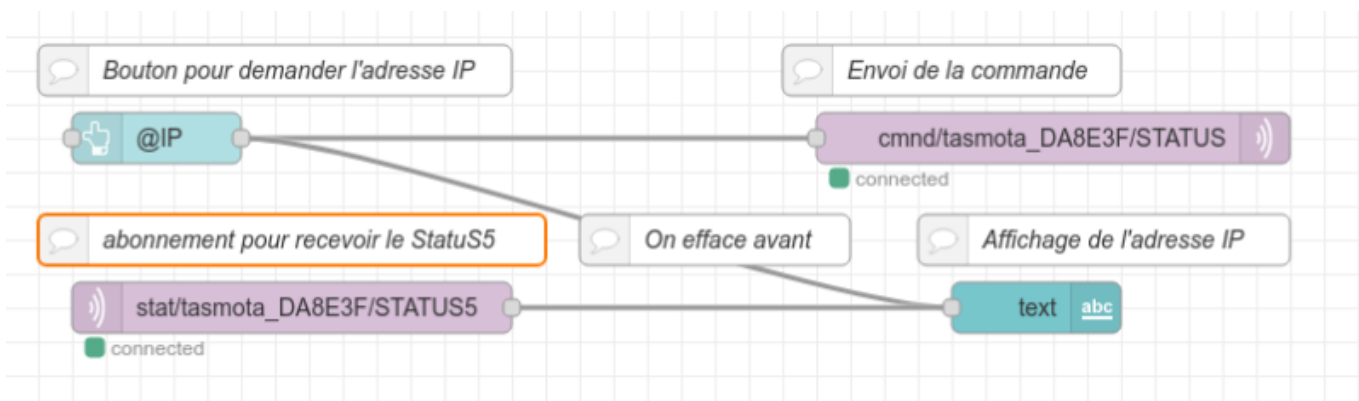 Bouton pour demander l'adresse IP
Envoi de la commande
@IP
cmnd/tasmota_DA8E3F/STATUS
connected
abonnement pour recevoir le StatuS5
On efface avant
Affichage de l'adresse IP
stat/tasmota_DA8E3F/STATUS5
text
abc
connected